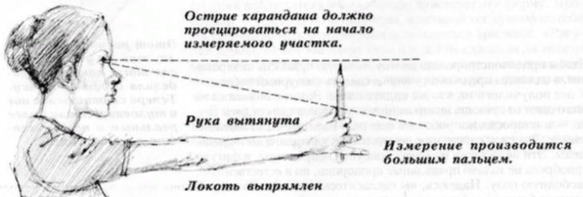 Острие карандаша должно
проецироваться на начало
измеряемого участка.
Рука вытянута
Измерение производится
большим пальцем.
Локоть выпрямлен